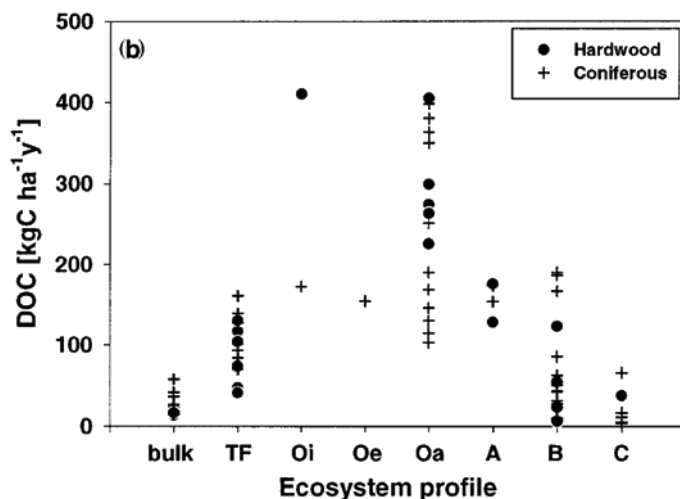 (b)
Hardwood
Coniferous
DOC [kgC ha⁻¹y⁻¹]
500
400
300
200
100
0
bulk TF Oi Oe Oa A B C
Ecosystem profile